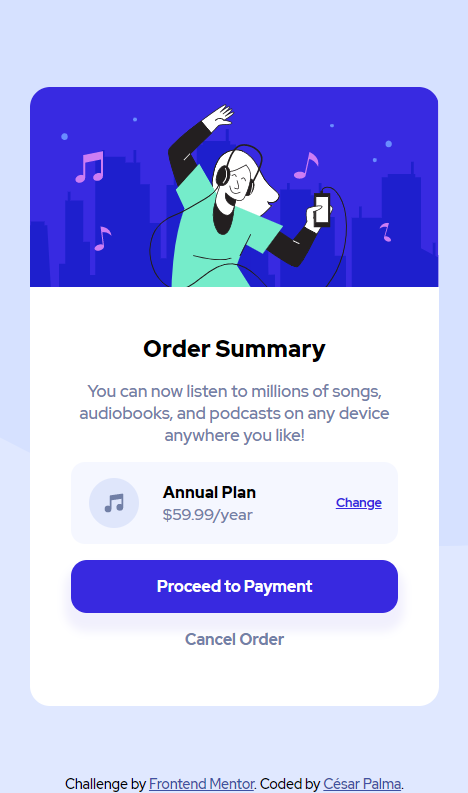 Order Summary
You can now listen to millions of songs,
audiobooks, and podcasts on any device
anywhere you like!
Annual Plan
$59.99/year
Change
Proceed to Payment
Cancel Order
Challenge by Frontend Mentor. Coded by César Palma.